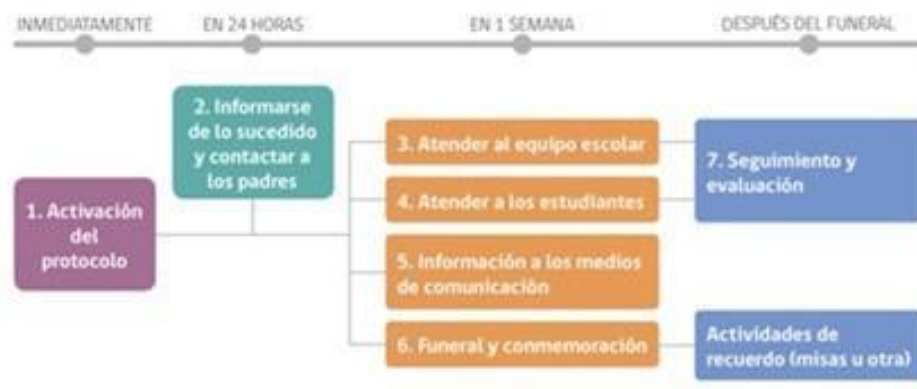 INMEDIATAMENTE
EN 24 HORAS
EN 1 SEMANA
DESPUÉS DEL FUNERAL
1. Activación
del
protocolo
2. Informarse
de lo sucedido
y contactar a
los padres
3. Atender al equipo escolar
4. Atender a los estudiantes
5. Información a los medios
de comunicación
6. Funeral y conmemoración
7. Seguimiento y
evaluación
Actividades de
recuerdo (misas u otra)